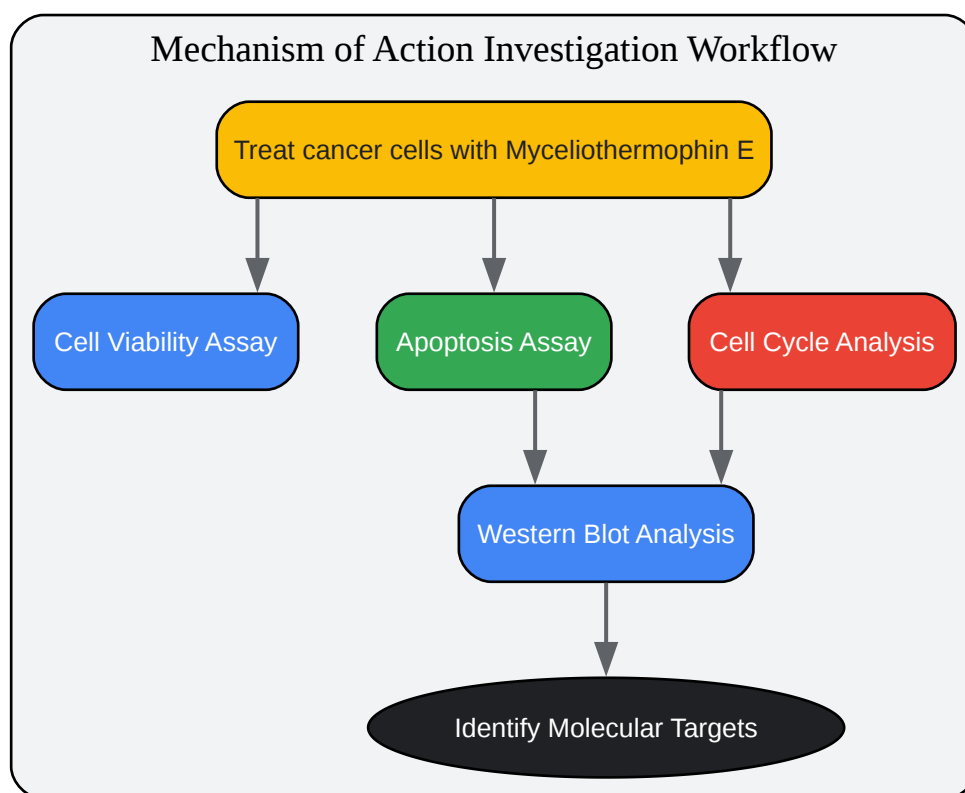 Mechanism of Action Investigation Workflow
Treat cancer cells with Myceliothermophin E
Cell Viability Assay
Apoptosis Assay
Cell Cycle Analysis
Western Blot Analysis
Identify Molecular Targets